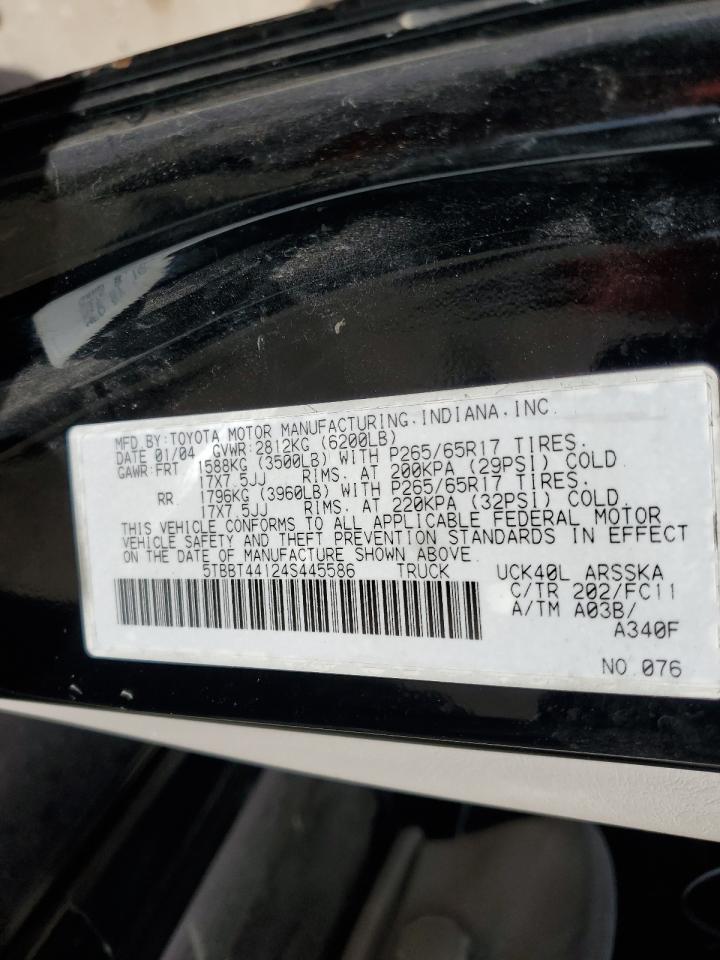 MFD BY:TOYOTA MOTOR MANUFACTURING.INDIANA.INC.
DATE 01/04 GVWR:2812KG (6200LB)
GAWR:FRT 1588KG (3500LB) WITH P265/65R17 TIRES.
17X7.5JJ RIMS. AT 200KPA (29PSI) COLD
RR 1796KG (3960LB) WITH P265/65R17 TIRES.
17X7.5JJ RIMS. AT 220KPA (32PSI) COLD.
THIS VEHICLE CONFORMS TO ALL APPLICABLE FEDERAL MOTOR
VEHICLE SAFETY AND THEFT PREVENTION STANDARDS IN EFFECT
ON THE DATE OF MANUFACTURE SHOWN ABOVE.
5TBBT44124S445586 TRUCK UCK40L ARSSKA
C/TR 202/FC11
A/TM A03B/
A340F
NO.076